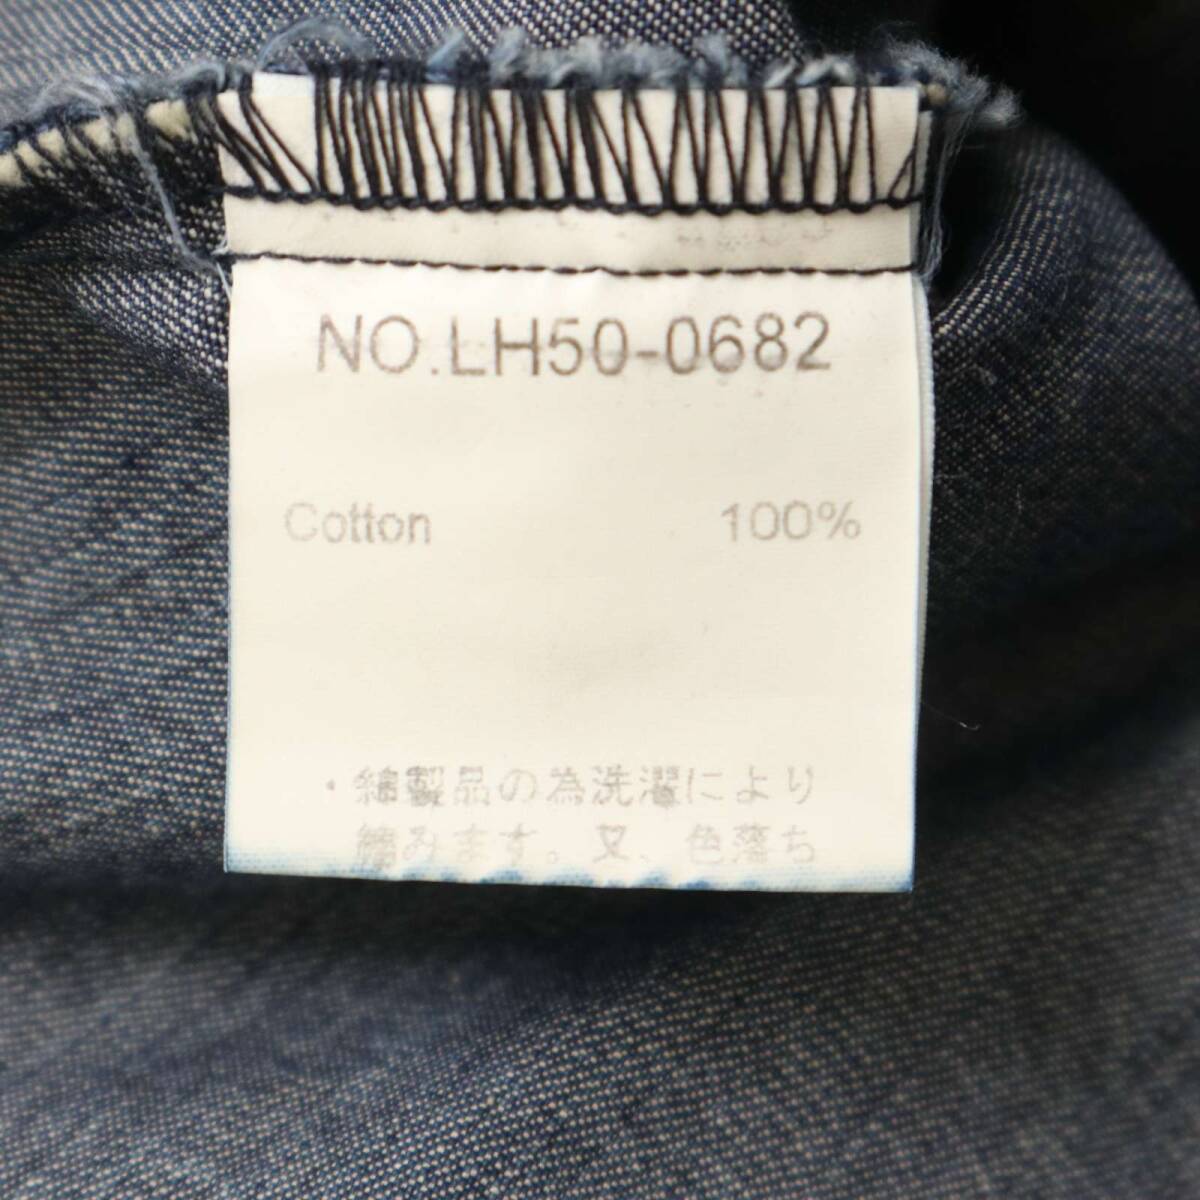 NO.LH50-0682
Cotton 100%
・綿製品の為洗濯により
縮みます。又、色落ち